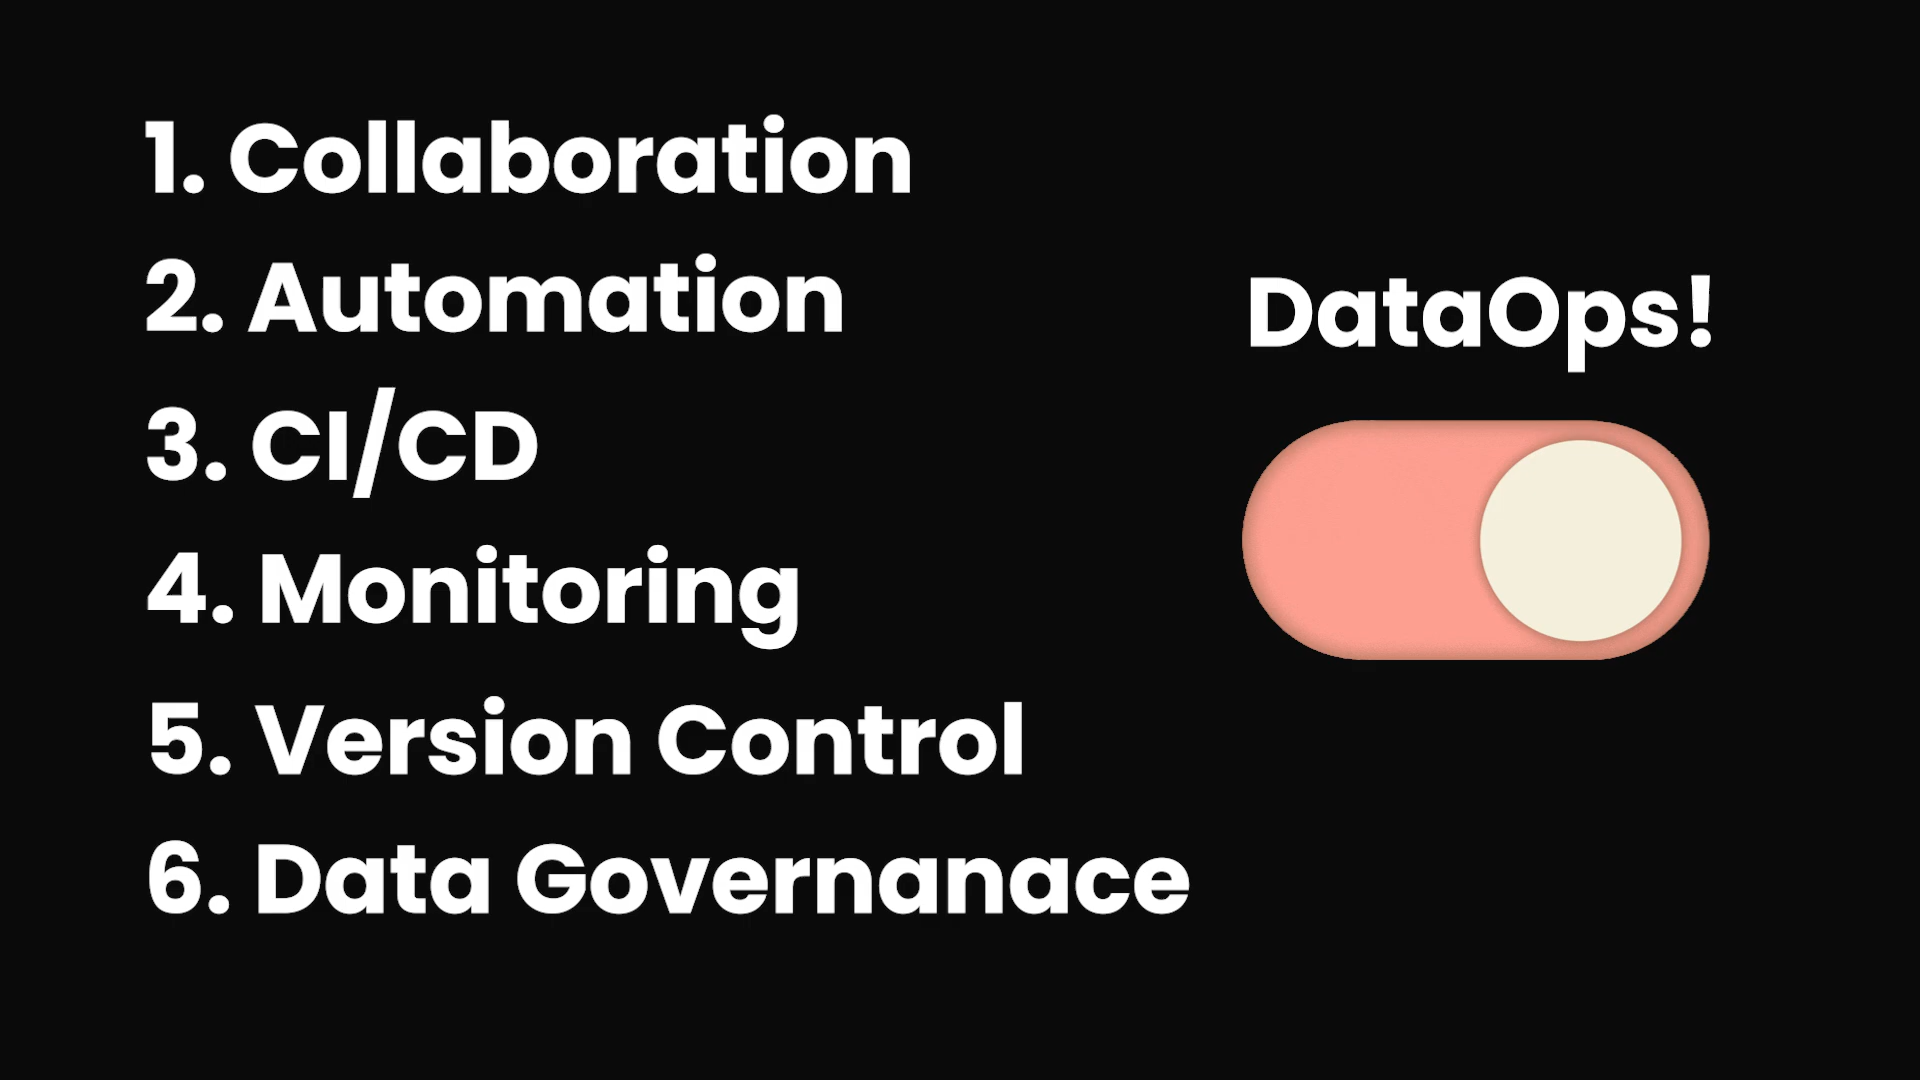 1. Collaboration
2. Automation
3. CI/CD
4. Monitoring
5. Version Control
6. Data Governanace
DataOps!